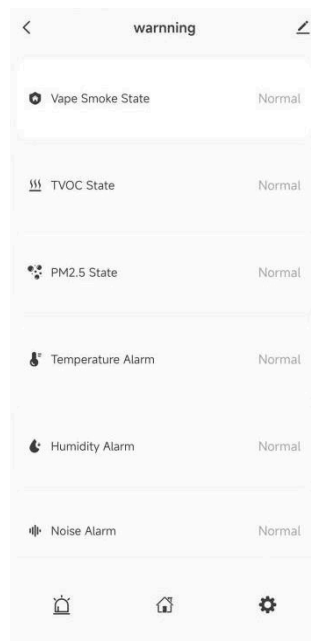 warnning
Vape Smoke State Normal
TVOC State Normal
PM2.5 State Normal
Temperature Alarm Normal
Humidity Alarm Normal
Noise Alarm Normal